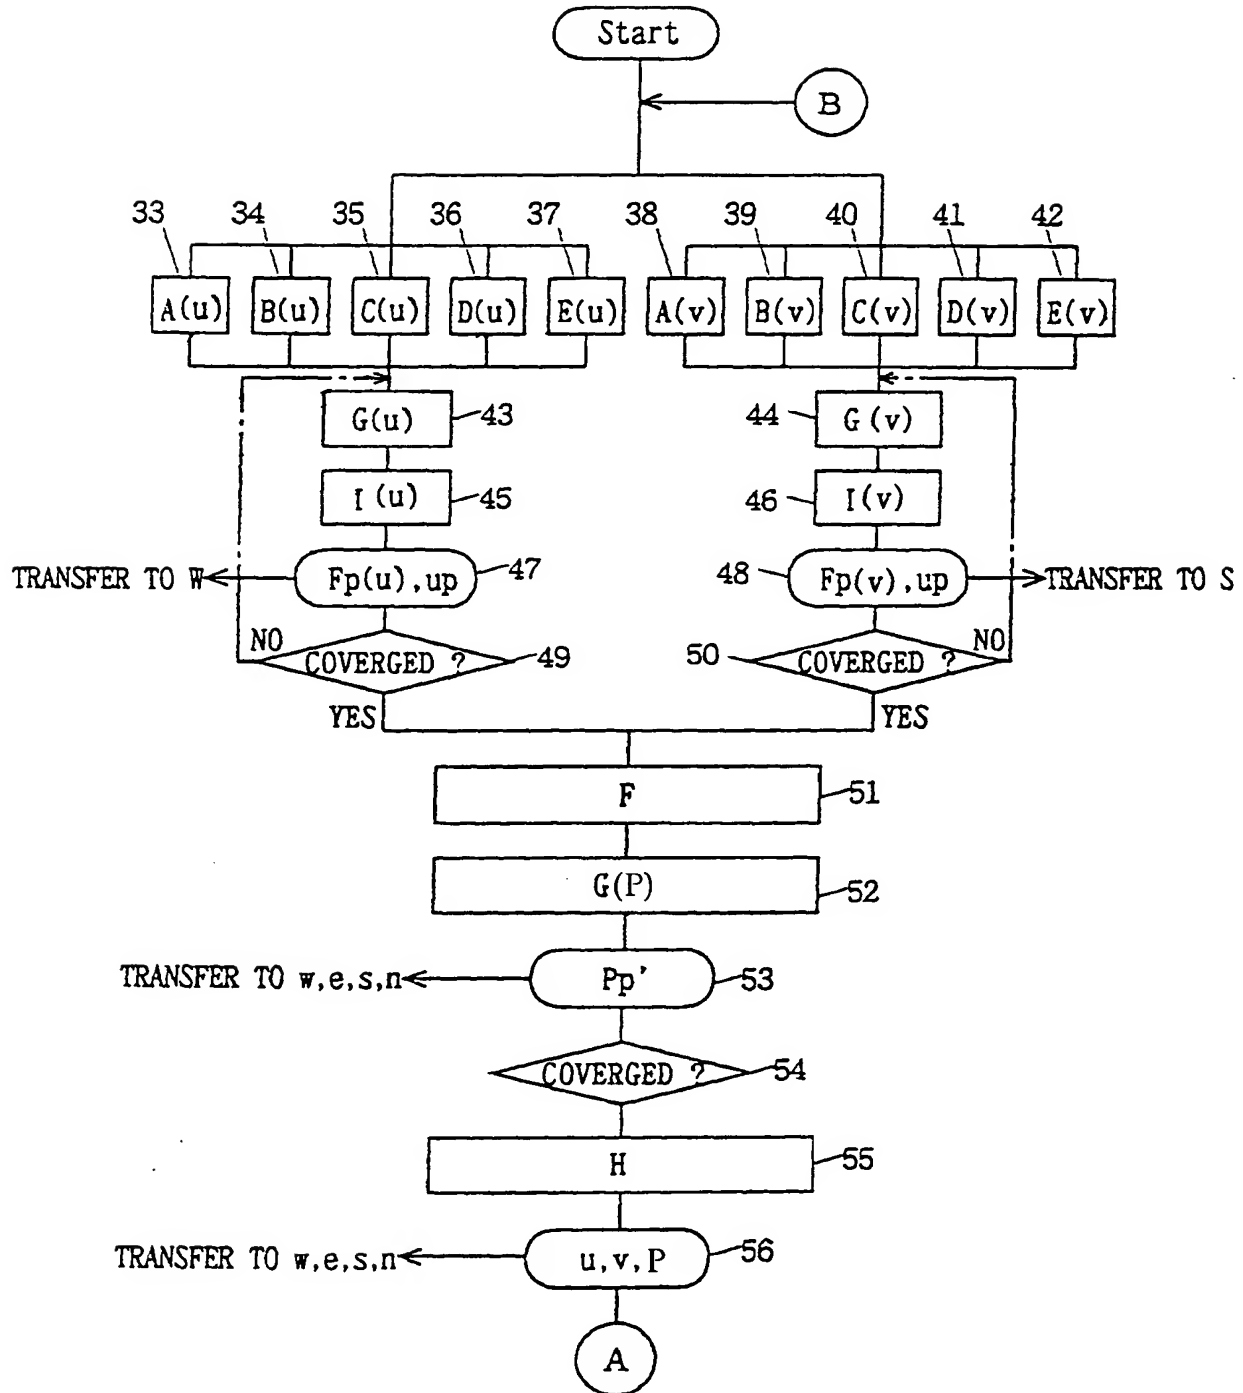 Start
B
33 34 35 36 37 38 39 40 41 42
A(u) B(u) C(u) D(u) E(u) A(v) B(v) C(v) D(v) E(v)
G(u) 43 44 G(v)
I(u) 45 46 I(v)
TRANSFER TO W Fp(u),up 47 48 Fp(v),up TRANSFER TO S
NO COVERGED ? 49 50 COVERGED ? NO
YES YES
F 51
G(P) 52
TRANSFER TO w,e,s,n Pp' 53
COVERGED ? 54
H 55
TRANSFER TO w,e,s,n u,v,P 56
A